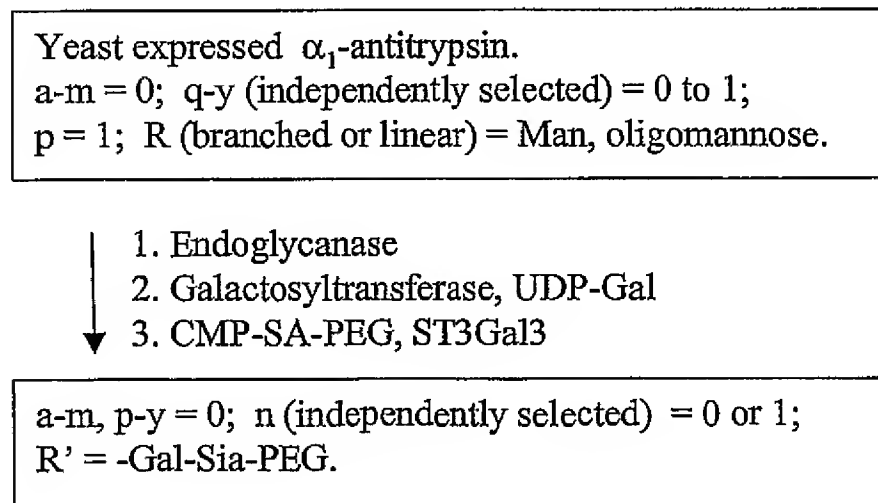 Yeast expressed α₁-antitrypsin.
a-m = 0; q-y (independently selected) = 0 to 1;
p = 1; R (branched or linear) = Man, oligomannose.
1. Endoglycanase
2. Galactosyltransferase, UDP-Gal
3. CMP-SA-PEG, ST3Gal3
a-m, p-y = 0; n (independently selected) = 0 or 1;
R' = -Gal-Sia-PEG.